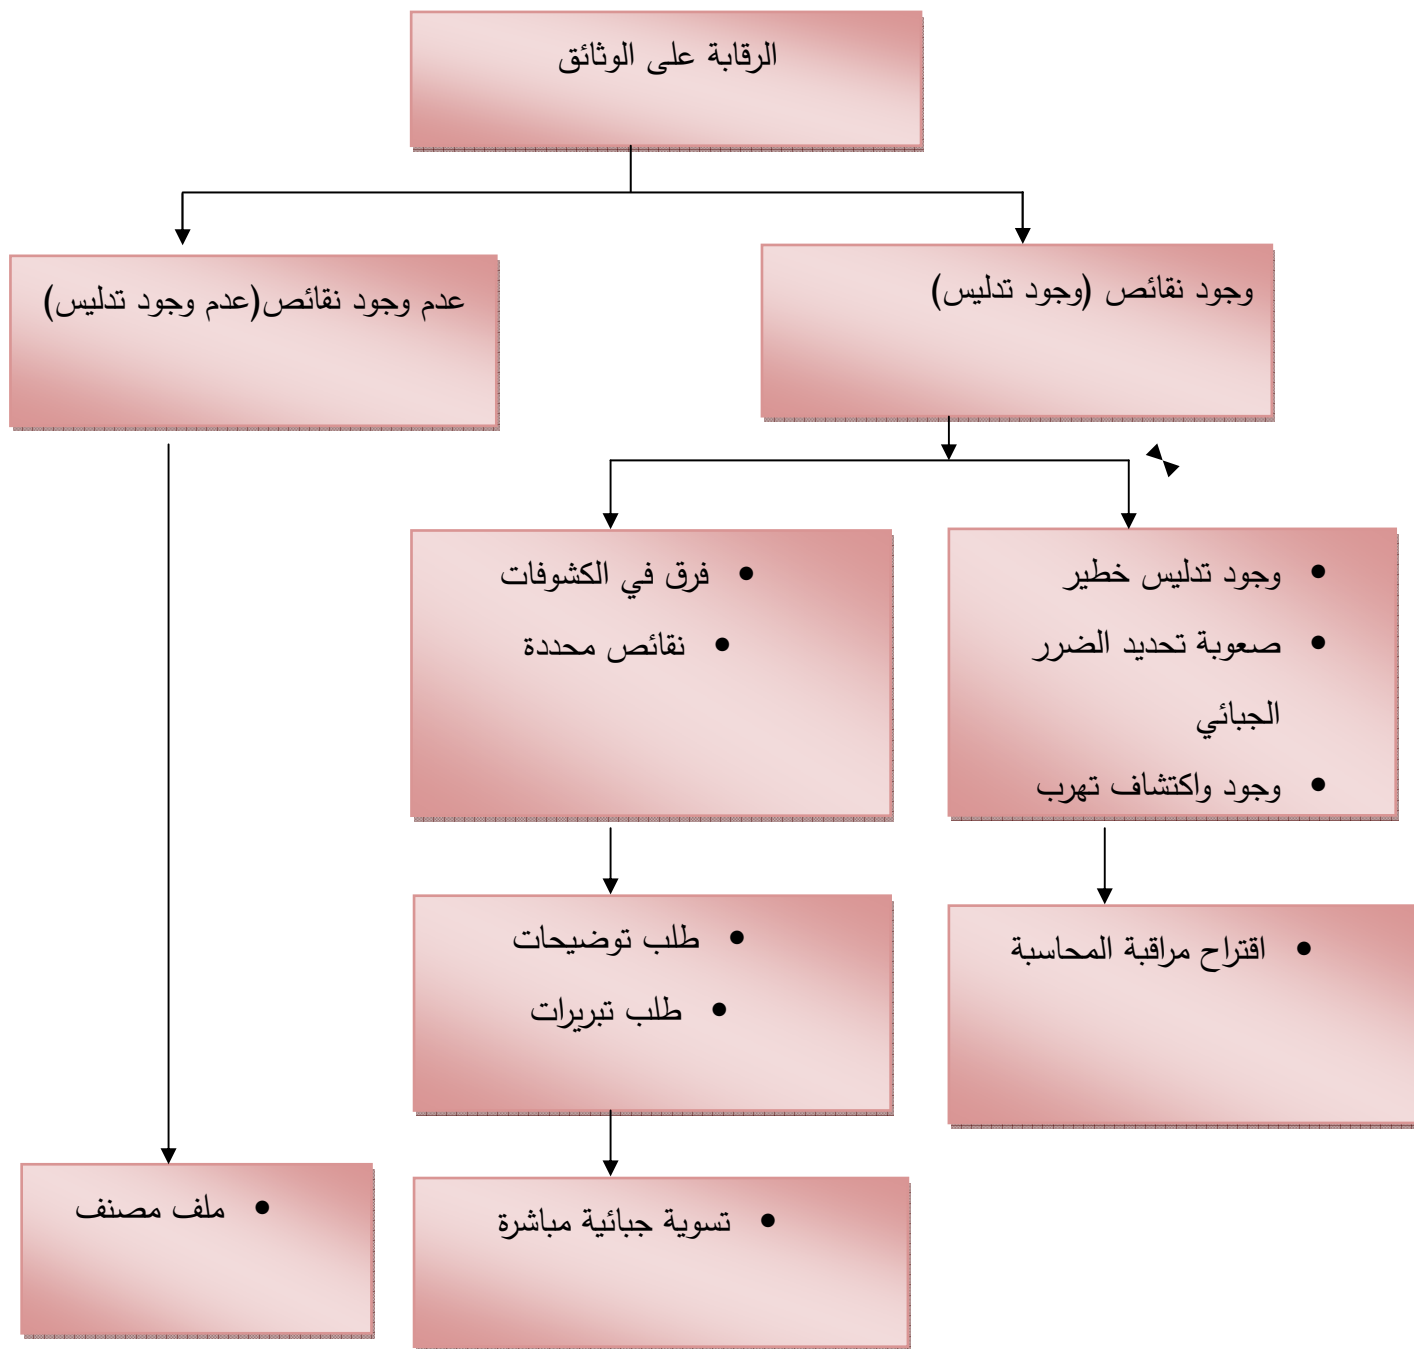 الرقابة على الوثائق
وجود نقائص (وجود تدليس)
عدم وجود نقائص(عدم وجود تدليس)
• وجود تدليس خطير
• صعوبة تحديد الضرر
الجبائي
• وجود واكتشاف تهرب
• فرق في الكشوفات
• نقائص محددة
• اقتراح مراقبة المحاسبة
• طلب توضيحات
• طلب تبريرات
• تسوية جبائية مباشرة
• ملف مصنف